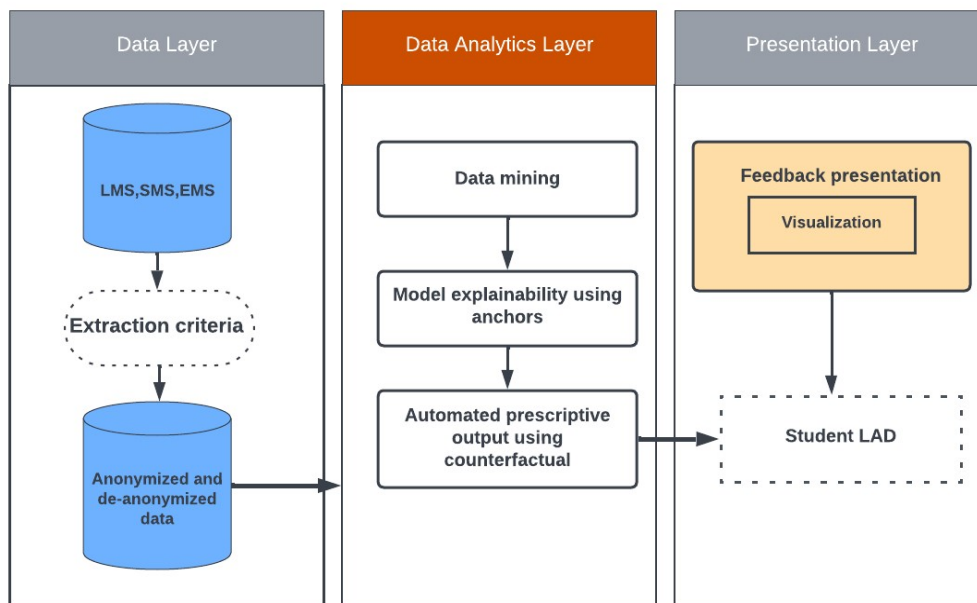 Data Layer
LMS,SMS,EMS
Extraction criteria
Anonymized and
de-anonymized
data
Data Analytics Layer
Data mining
Model explainability using
anchors
Automated prescriptive
output using
counterfactual
Presentation Layer
Feedback presentation
Visualization
Student LAD